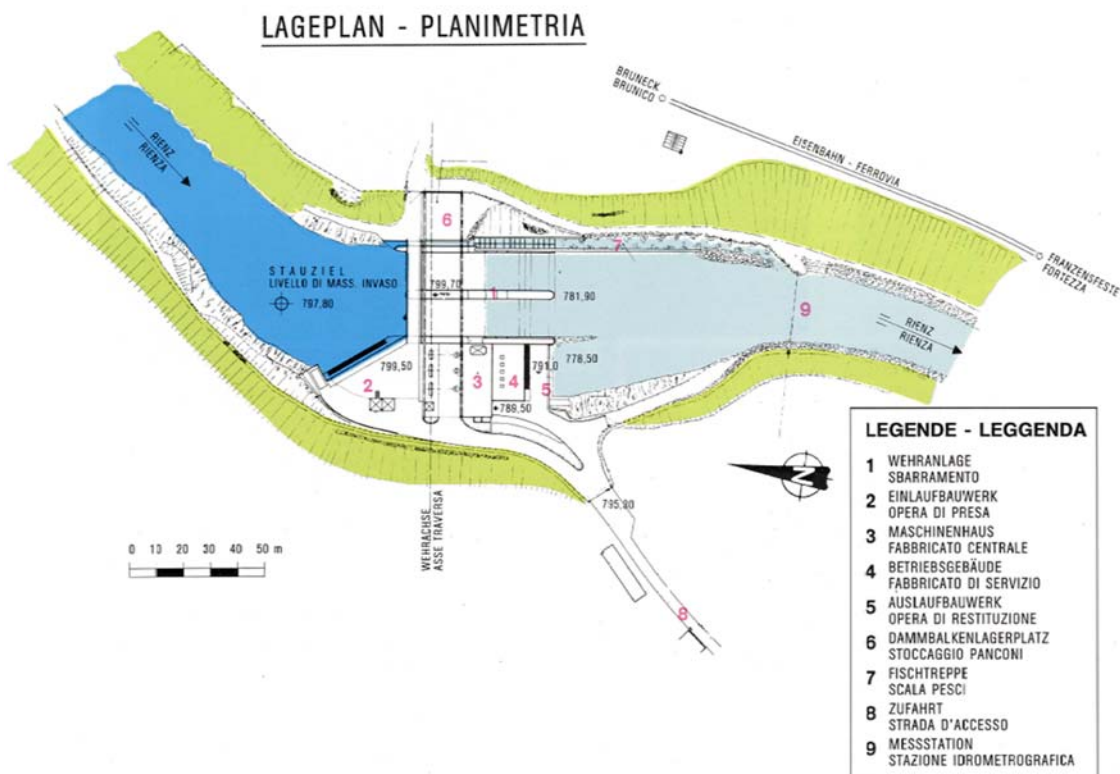 LAGEPLAN - PLANIMETRIA
BRUNECK
BRUNICO
EISENBAHN - FERROVIA
FRANZENSFESTE
FORTEZZA
RIENZ
RIENZA
6
7
STAUZIEL
LIVELLO DI MASS. INVASO
797,80
799,70
1
781,90
9
RIENZ
RIENZA
799,50
2
3
4
791,0
5
778,50
789,50
WEHRACHSE
ASSE TRAVERSA
N
795,80
8
0 10 20 30 40 50 m
LEGENDE - LEGGENDA
1 WEHRANLAGE
SBARRAMENTO
2 EINLAUFBAUWERK
OPERA DI PRESA
3 MASCHINENHAUS
FABBRICATO CENTRALE
4 BETRIEBSGEBÄUDE
FABBRICATO DI SERVIZIO
5 AUSLAUFBAUWERK
OPERA DI RESTITUZIONE
6 DAMMBALKENLAGERPLATZ
STOCCAGGIO PANCONI
7 FISCHTREPPE
SCALA PESCI
8 ZUFAHRT
STRADA D'ACCESSO
9 MESSSTATION
STAZIONE IDROMETROGRAFICA